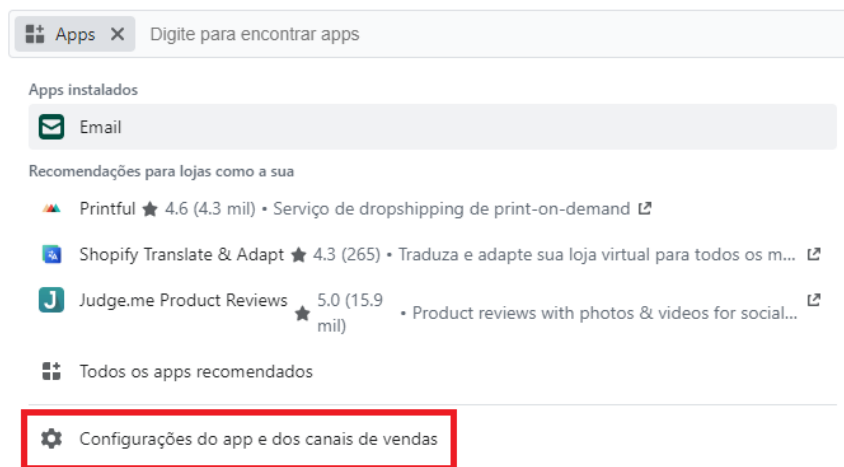 Apps Digite para encontrar apps
Apps instalados
Email
Recomendações para lojas como a sua
Printful 4.6 (4.3 mil) • Serviço de dropshipping de print-on-demand
Shopify Translate & Adapt 4.3 (265) • Traduza e adapte sua loja virtual para todos os m...
Judge.me Product Reviews 5.0 (15.9 mil) • Product reviews with photos & videos for social...
Todos os apps recomendados
Configurações do app e dos canais de vendas